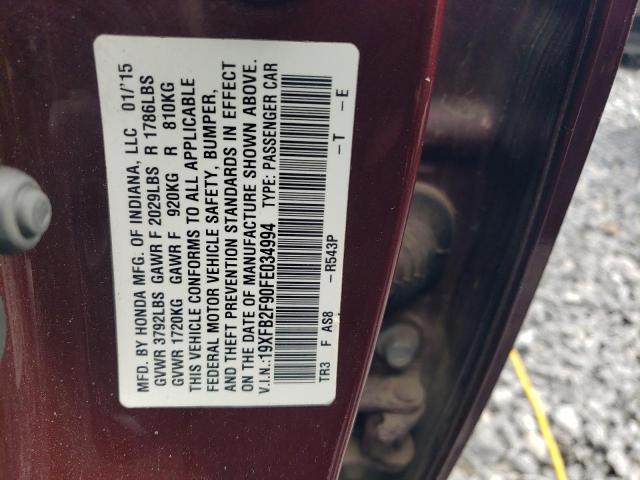 MFD. BY HONDA MFG. OF INDIANA, LLC 01/'15
GVWR 3792LBS GAWR F 2029LBS R 1786LBS
GVWR 1720KG GAWR F 920KG R 810KG
THIS VEHICLE CONFORMS TO ALL APPLICABLE
FEDERAL MOTOR VEHICLE SAFETY, BUMPER,
AND THEFT PREVENTION STANDARDS IN EFFECT
ON THE DATE OF MANUFACTURE SHOWN ABOVE.
V.I.N.:19XFB2F90FE034994 TYPE: PASSENGER CAR
TR3 F AS8 -R543P -T -E